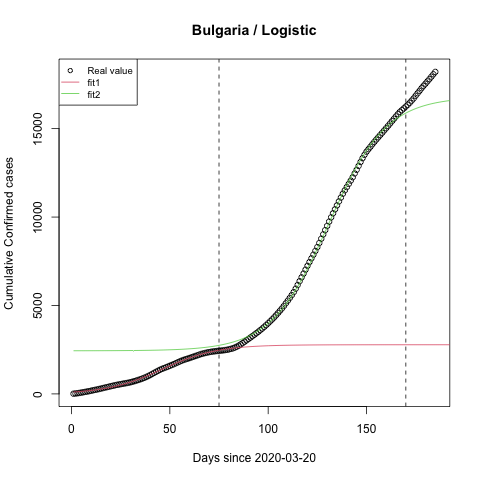 Bulgaria / Logistic
Real value
fit1
fit2
Cumulative Confirmed cases
15000
10000
5000
0
0 50 100 150
Days since 2020-03-20